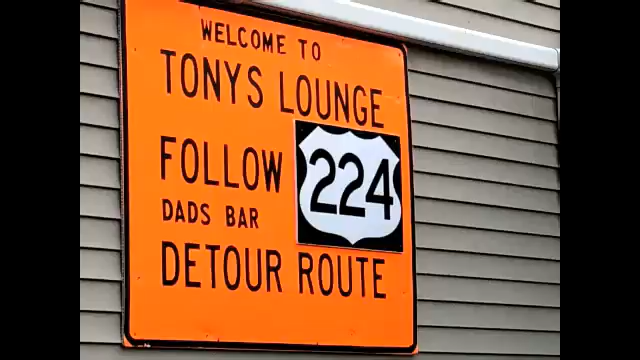 WELCOME TO
TONYS LOUNGE
FOLLOW 224
DADS BAR
DETOUR ROUTE